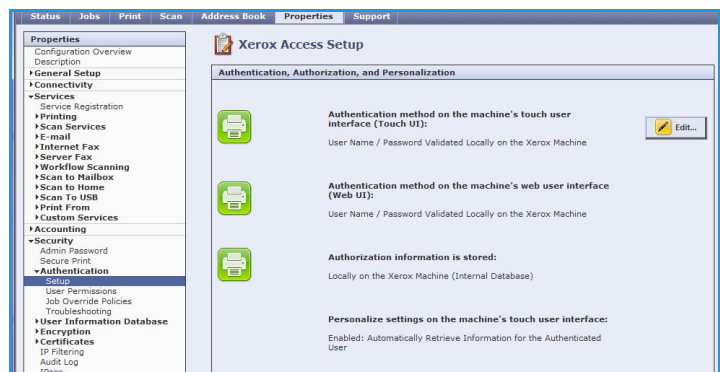 Status Jobs Print Scan Address Book Properties Support
Properties
Configuration Overview
Description
General Setup
Connectivity
Services
Service Registration
Printing
Scan Services
E-mail
Internet Fax
Server Fax
Workflow Scanning
Scan to Mailbox
Scan to Home
Scan To USB
Print From
Custom Services
Accounting
Security
Admin Password
Secure Print
Authentication
Setup
User Permissions
Job Override Policies
Troubleshooting
User Information Database
Encryption
Certificates
IP Filtering
Audit Log
Xerox Access Setup
Authentication, Authorization, and Personalization
Authentication method on the machine's touch user
interface (Touch UI):
User Name / Password Validated Locally on the Xerox Machine
Edit...
Authentication method on the machine's web user interface
(Web UI):
User Name / Password Validated Locally on the Xerox Machine
Authorization information is stored:
Locally on the Xerox Machine (Internal Database)
Personalize settings on the machine's touch user interface:
Enabled: Automatically Retrieve Information for the Authenticated
User